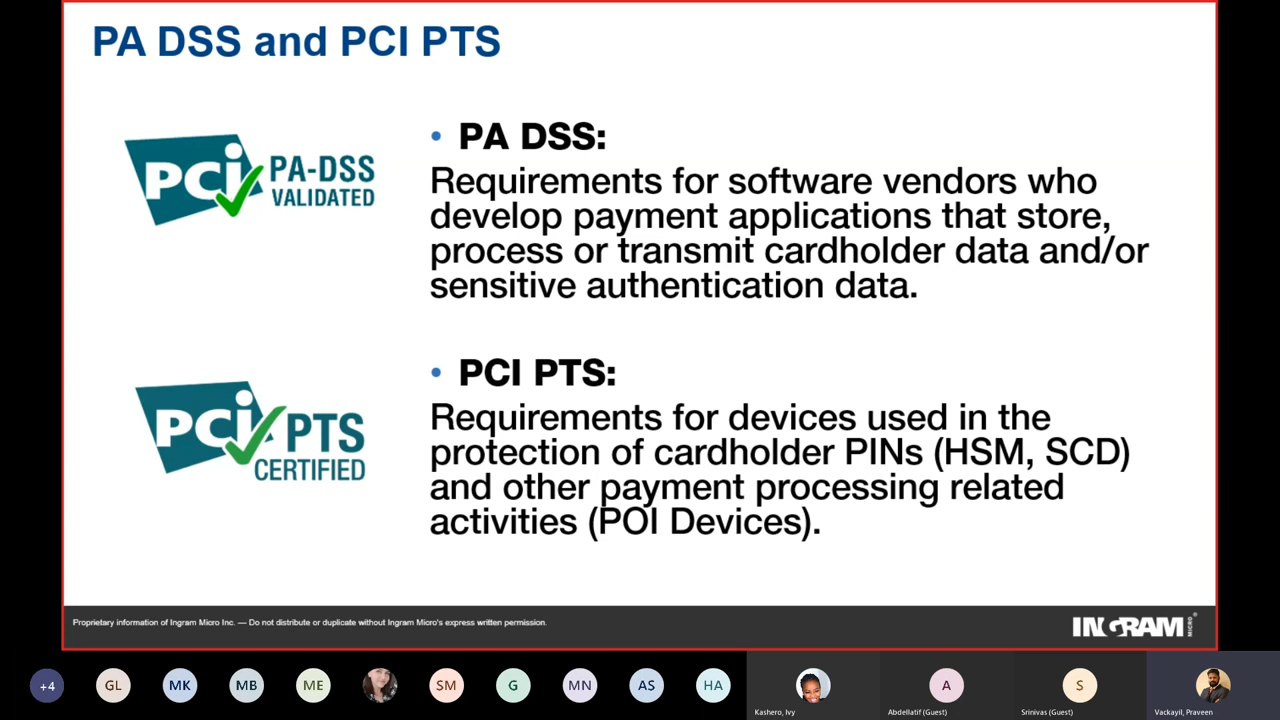 PA DSS and PCI PTS
PCi PA-DSS
VALIDATED
• PA DSS:
Requirements for software vendors who
develop payment applications that store,
process or transmit cardholder data and/or
sensitive authentication data.
PCi PTS
CERTIFIED
• PCI PTS:
Requirements for devices used in the
protection of cardholder PINs (HSM, SCD)
and other payment processing related
activities (POI Devices).
Proprietary information of Ingram Micro Inc. — Do not distribute or duplicate without Ingram Micro's express written permission.
INGRAM MICRO®
+4 GL MK MB ME SM G MN AS HA A S
Kashero, Ivy Abdellatif (Guest) Srinivas (Guest) Vackayil, Praveen